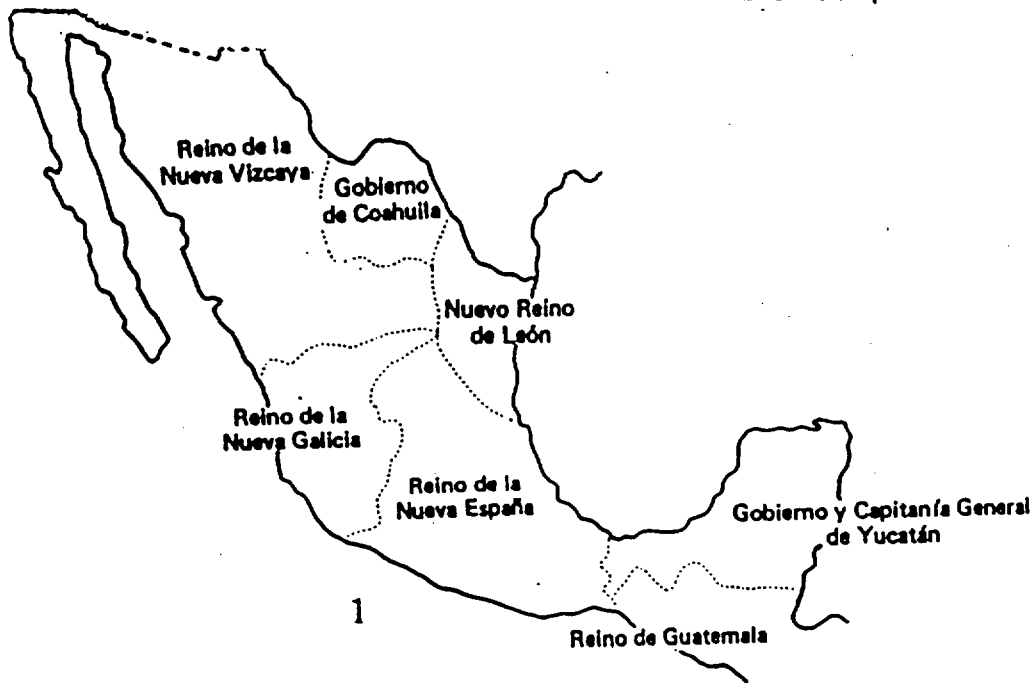 Reino de la
Nueva Vizcaya
Gobierno
de Coahuila
Nuevo Reino
de León
Reino de la
Nueva Galicia
Reino de la
Nueva España
Gobierno y Capitanía General
de Yucatán
1
Reino de Guatemala